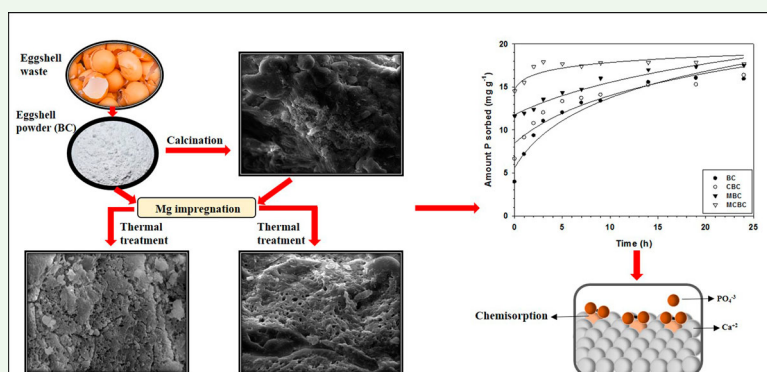 Eggshell
waste
Eggshell
powder (BC)
Calcination
Mg impregnation
Thermal
treatment
Thermal
treatment
Amount P sorbed (mg g⁻¹)
20
15
10
5
0
0
5
10
15
20
25
Time (h)
BC
CBC
MBC
MCBC
Chemisorption
PO₄⁻³
Ca⁻²